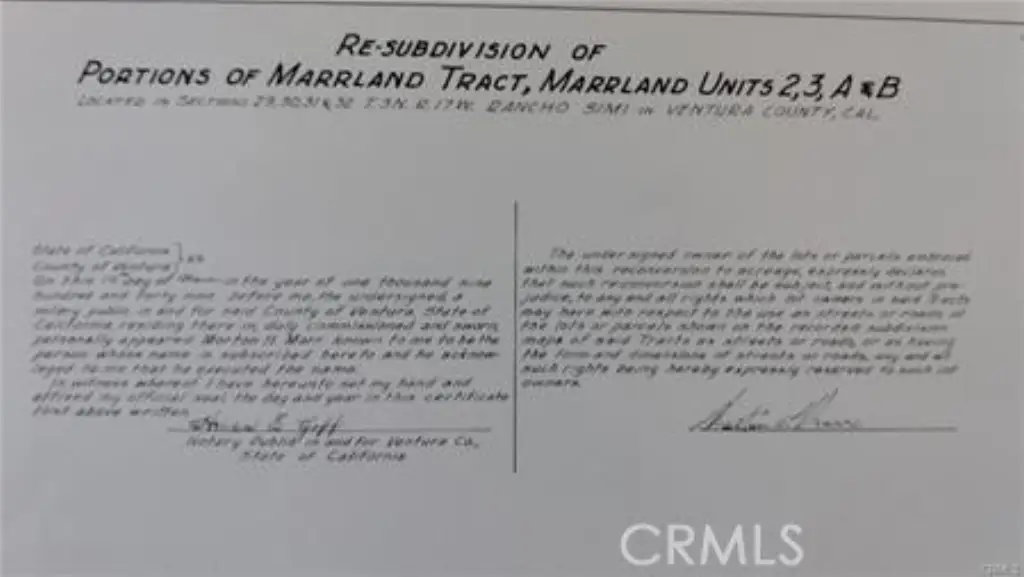 RE-SUBDIVISION OF
PORTIONS OF MARRLAND TRACT, MARRLAND UNITS 2,3, A & B
LOCATED IN SECTIONS 29,30,31 & 32 T.3N. R.17W. RANCHO SIMI IN VENTURA COUNTY, CAL.
State of California } ss
County of Ventura
On this day of in the year of one thousand nine
hundred and forty nine before me, the undersigned, a
notary public in and for said County of Ventura, State of
California, residing there in, duly commissioned and sworn,
personally appeared Morton H. Marr known to me to be the
person whose name is subscribed here to and he acknow-
leged to me that he executed the same.
In witness whereof I have hereunto set my hand and
affixed my official seal the day and year in this certificate
first above written.
Notary Public in and for Ventura Co.,
State of California
The undersigned owner of the lots or parcels embraced
within this reconversion to acreage, expressly declares
that such reconversion shall be subject, and without pre-
judice, to any and all rights which lot owners in said Tracts
may here with respect to the use as streets or roads of
the lots or parcels shown on the recorded subdivision
maps of said Tracts as streets or roads, or as having
the form and dimensions of streets or roads, any and all
such rights being hereby expressly reserved to such lot
owners.
CRMLS